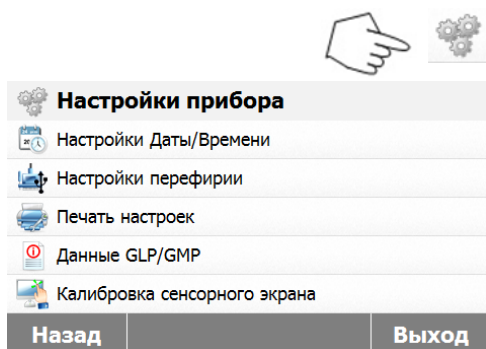 Настройки прибора
Настройки Даты/Времени
Настройки перефирии
Печать настроек
Данные GLP/GMP
Калибровка сенсорного экрана
Назад Выход